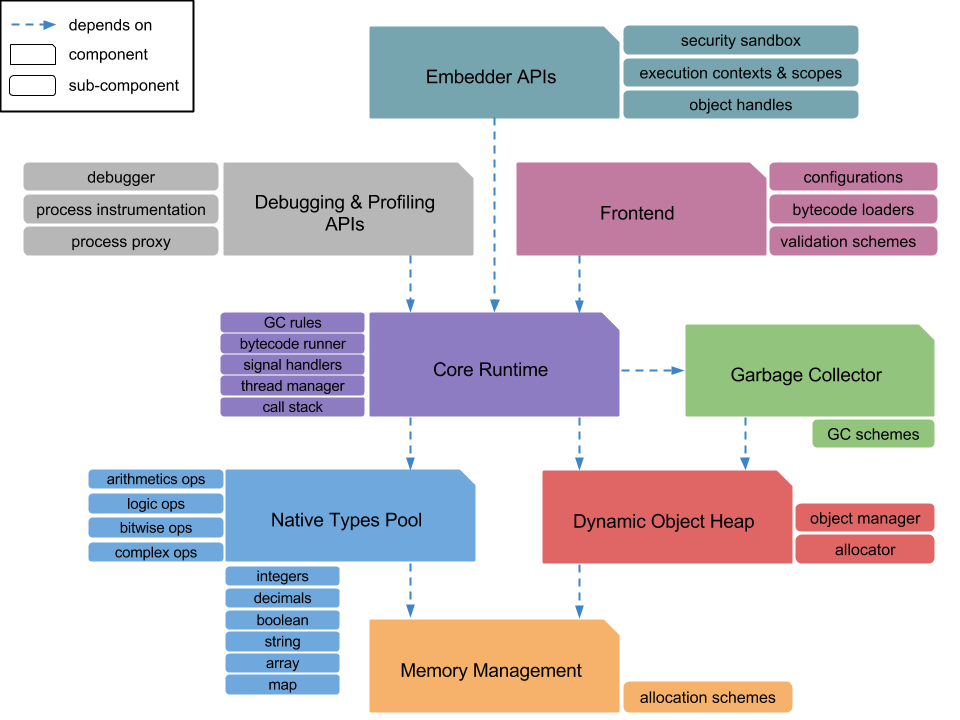 depends on
component
sub-component
Embedder APIs
security sandbox
execution contexts & scopes
object handles
debugger
process instrumentation
process proxy
Debugging & Profiling
APIs
Frontend
configurations
bytecode loaders
validation schemes
GC rules
bytecode runner
signal handlers
thread manager
call stack
Core Runtime
Garbage Collector
GC schemes
arithmetics ops
logic ops
bitwise ops
complex ops
Native Types Pool
integers
decimals
boolean
string
array
map
Dynamic Object Heap
object manager
allocator
Memory Management
allocation schemes